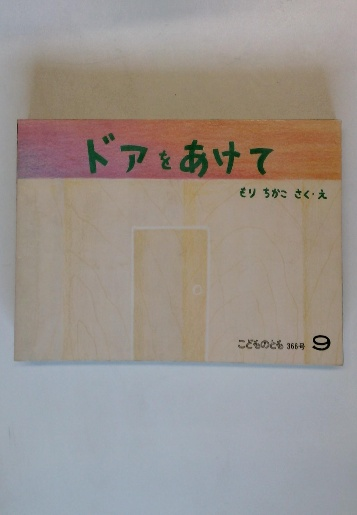 ドアをあけて
もり ちかこ さく・え
こどものとも 366号 9